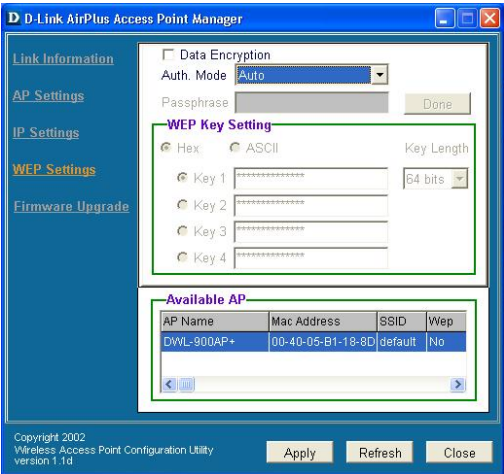 D D-Link AirPlus Access Point Manager
Link Information
AP Settings
IP Settings
WEP Settings
Firmware Upgrade
Data Encryption
Auth. Mode Auto
Passphrase Done
WEP Key Setting
Hex ASCII Key Length
Key 1 ************* 64 bits
Key 2 *************
Key 3 *************
Key 4 *************
Available AP
AP Name Mac Address SSID Wep
DWL-900AP+ 00-40-05-B1-18-8D default No
Copyright 2002
Wireless Access Point Configuration Utility
version 1.1d
Apply Refresh Close